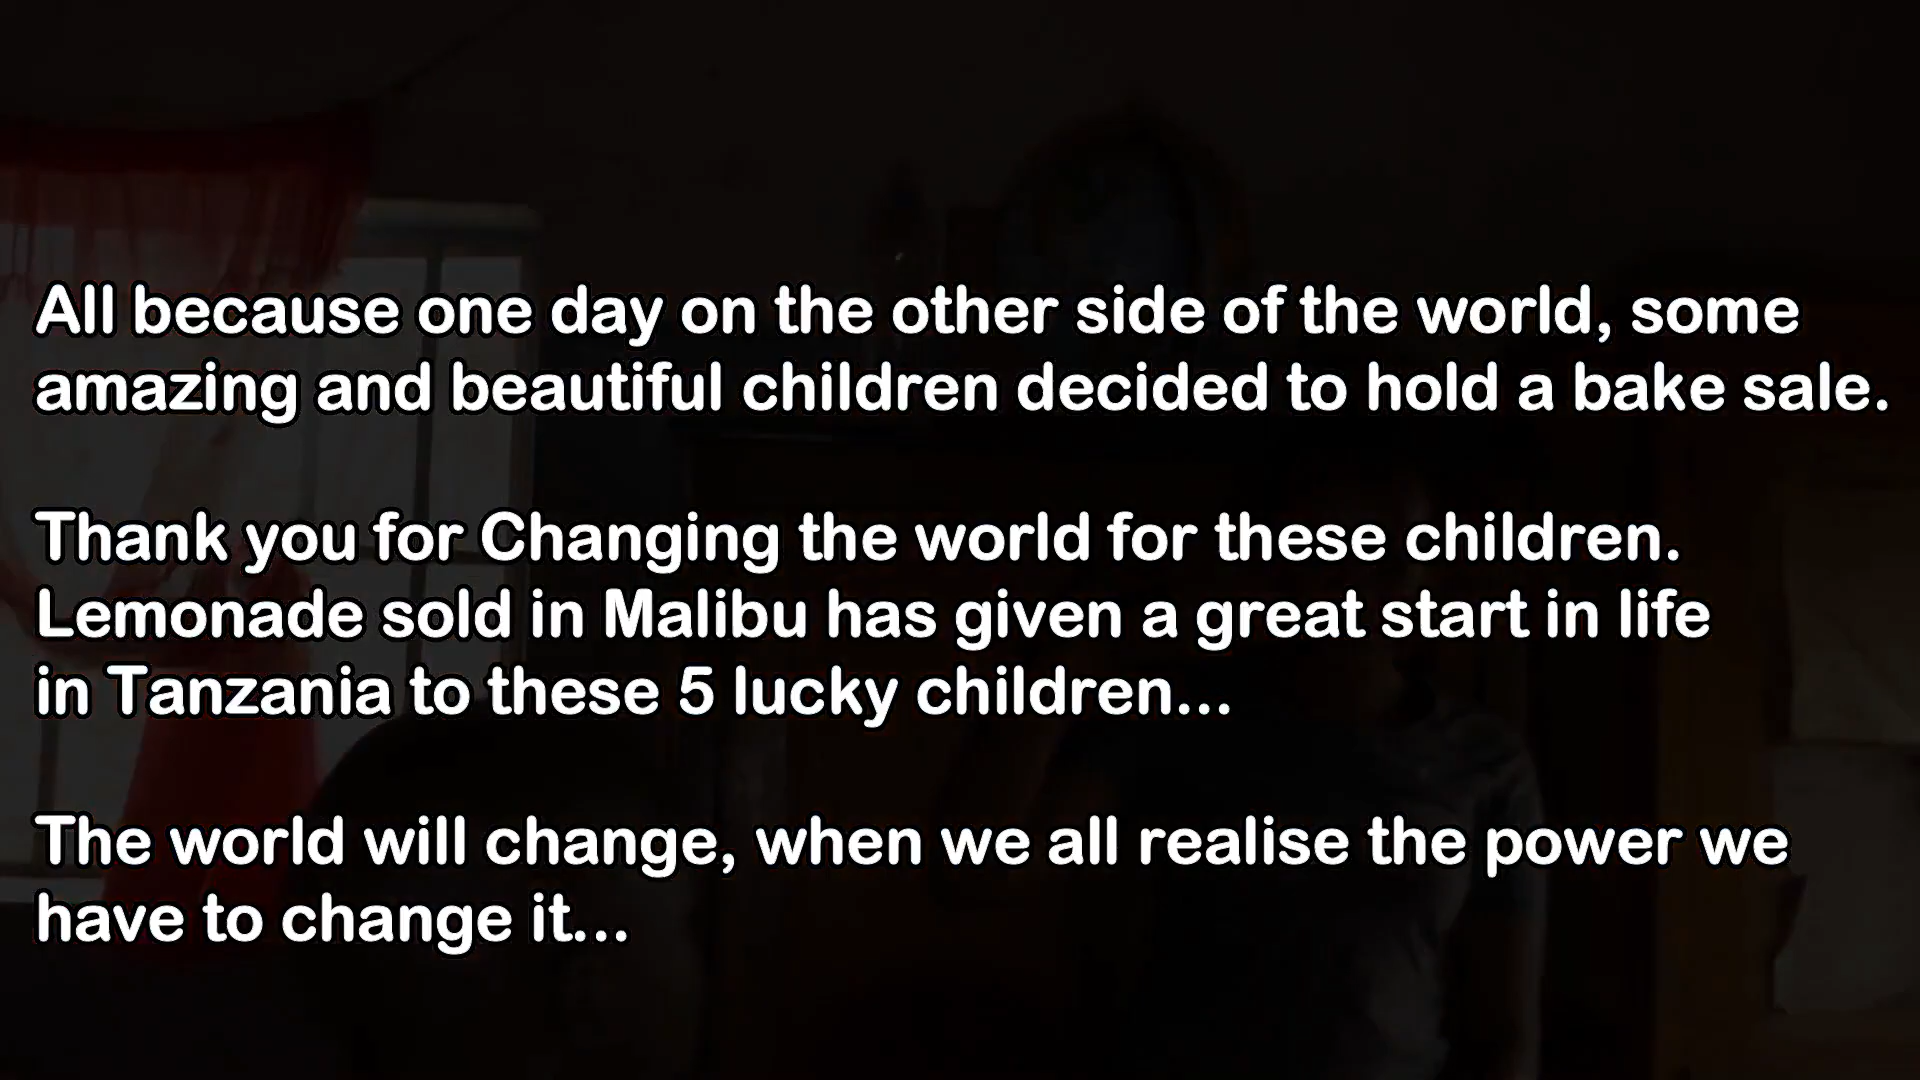 All because one day on the other side of the world, some
amazing and beautiful children decided to hold a bake sale.
Thank you for Changing the world for these children.
Lemonade sold in Malibu has given a great start in life
in Tanzania to these 5 lucky children...
The world will change, when we all realise the power we
have to change it...